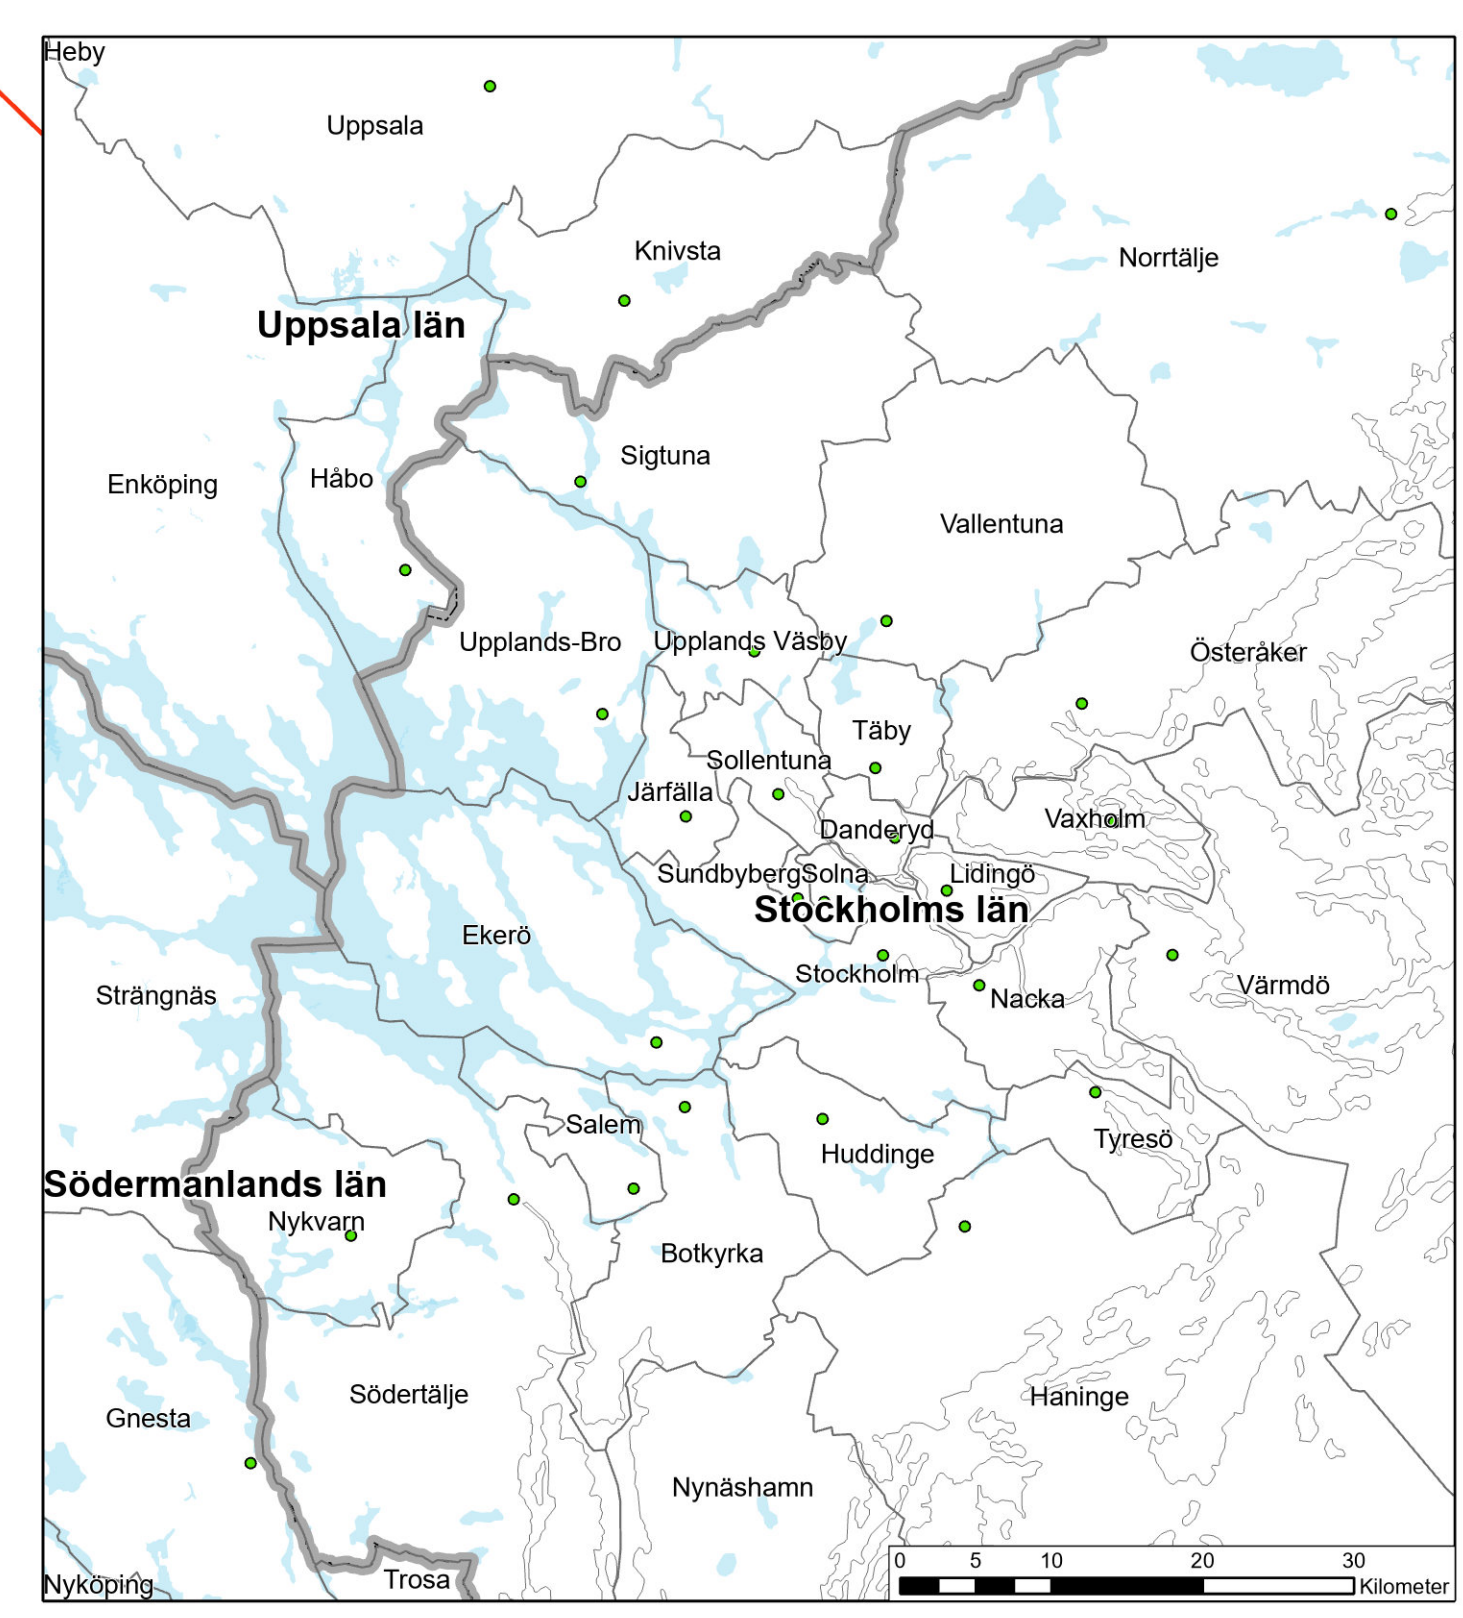 Heby
Uppsala
Knivsta
Norrtälje
Uppsala län
Sigtuna
Håbo
Enköping
Vallentuna
Upplands-Bro
Upplands Väsby
Österåker
Täby
Sollentuna
Järfälla
Vaxholm
Danderyd
Sundbyberg
Solna
Lidingö
Stockholms län
Ekerö
Stockholm
Värmdö
Strängnäs
Nacka
Salem
Tyresö
Huddinge
Södermanlands län
Nykvarn
Botkyrka
Södertälje
Haninge
Gnesta
Nynäshamn
0 5 10 20 30
Trosa
Nyköping
Kilometer